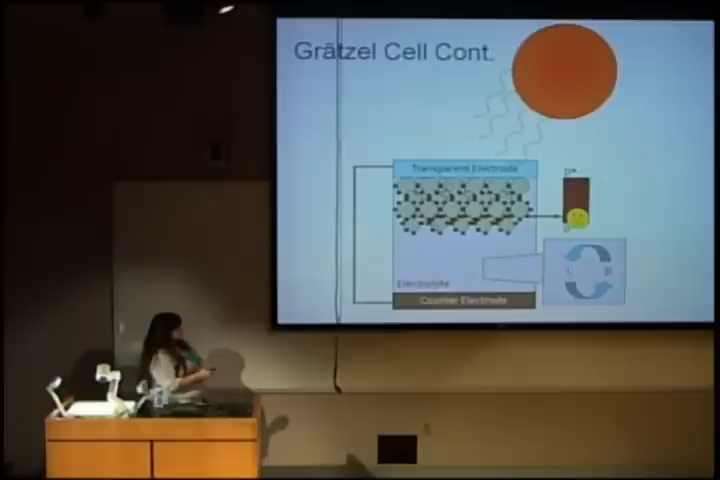 Grätzel Cell Cont.
Transparent Electrode
Electrolyte
Counter Electrode